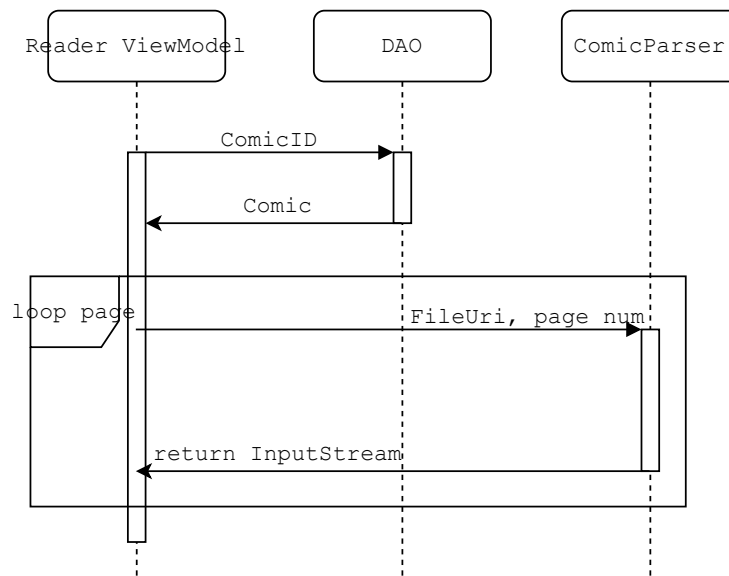 Reader ViewModel
DAO
ComicParser
ComicID
Comic
loop page
FileUri, page num
return InputStream